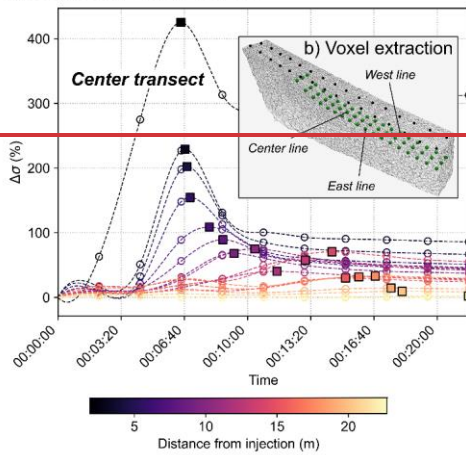 400
300
200
100
0
Δσ (%)
Center transect
b) Voxel extraction
West line
Center line
East line
00:00:00
00:03:20
00:06:40
00:10:00
00:13:20
00:16:40
00:20:00
Time
5
10
15
20
Distance from injection (m)